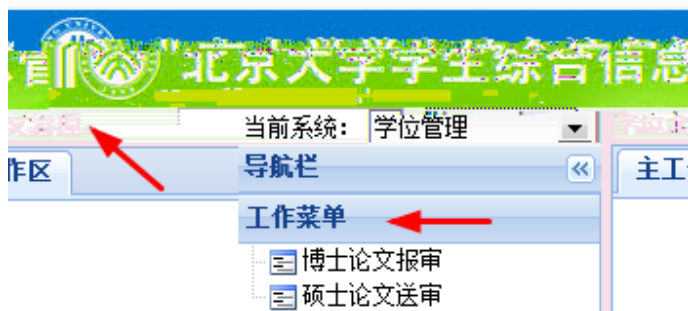 北京大学学生综合信息
当前系统： 学位管理
作区
导航栏
主工
工作菜单
博士论文报审
硕士论文送审